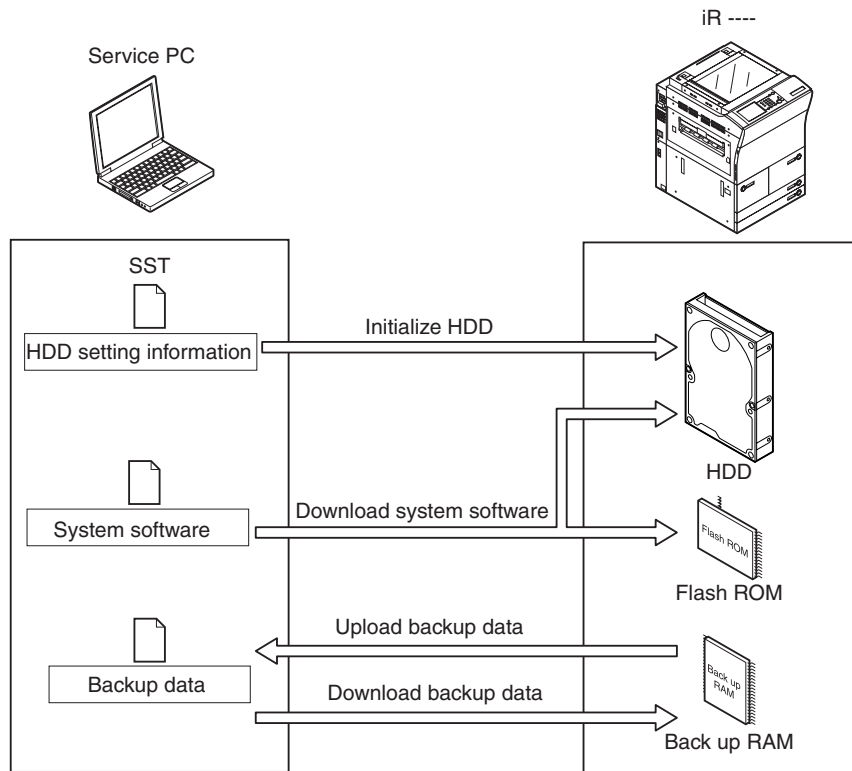 iR ----
Service PC
SST
HDD setting information
Initialize HDD
HDD
System software
Download system software
Flash ROM
Flash ROM
Backup data
Upload backup data
Download backup data
Back up
RAM
Back up RAM